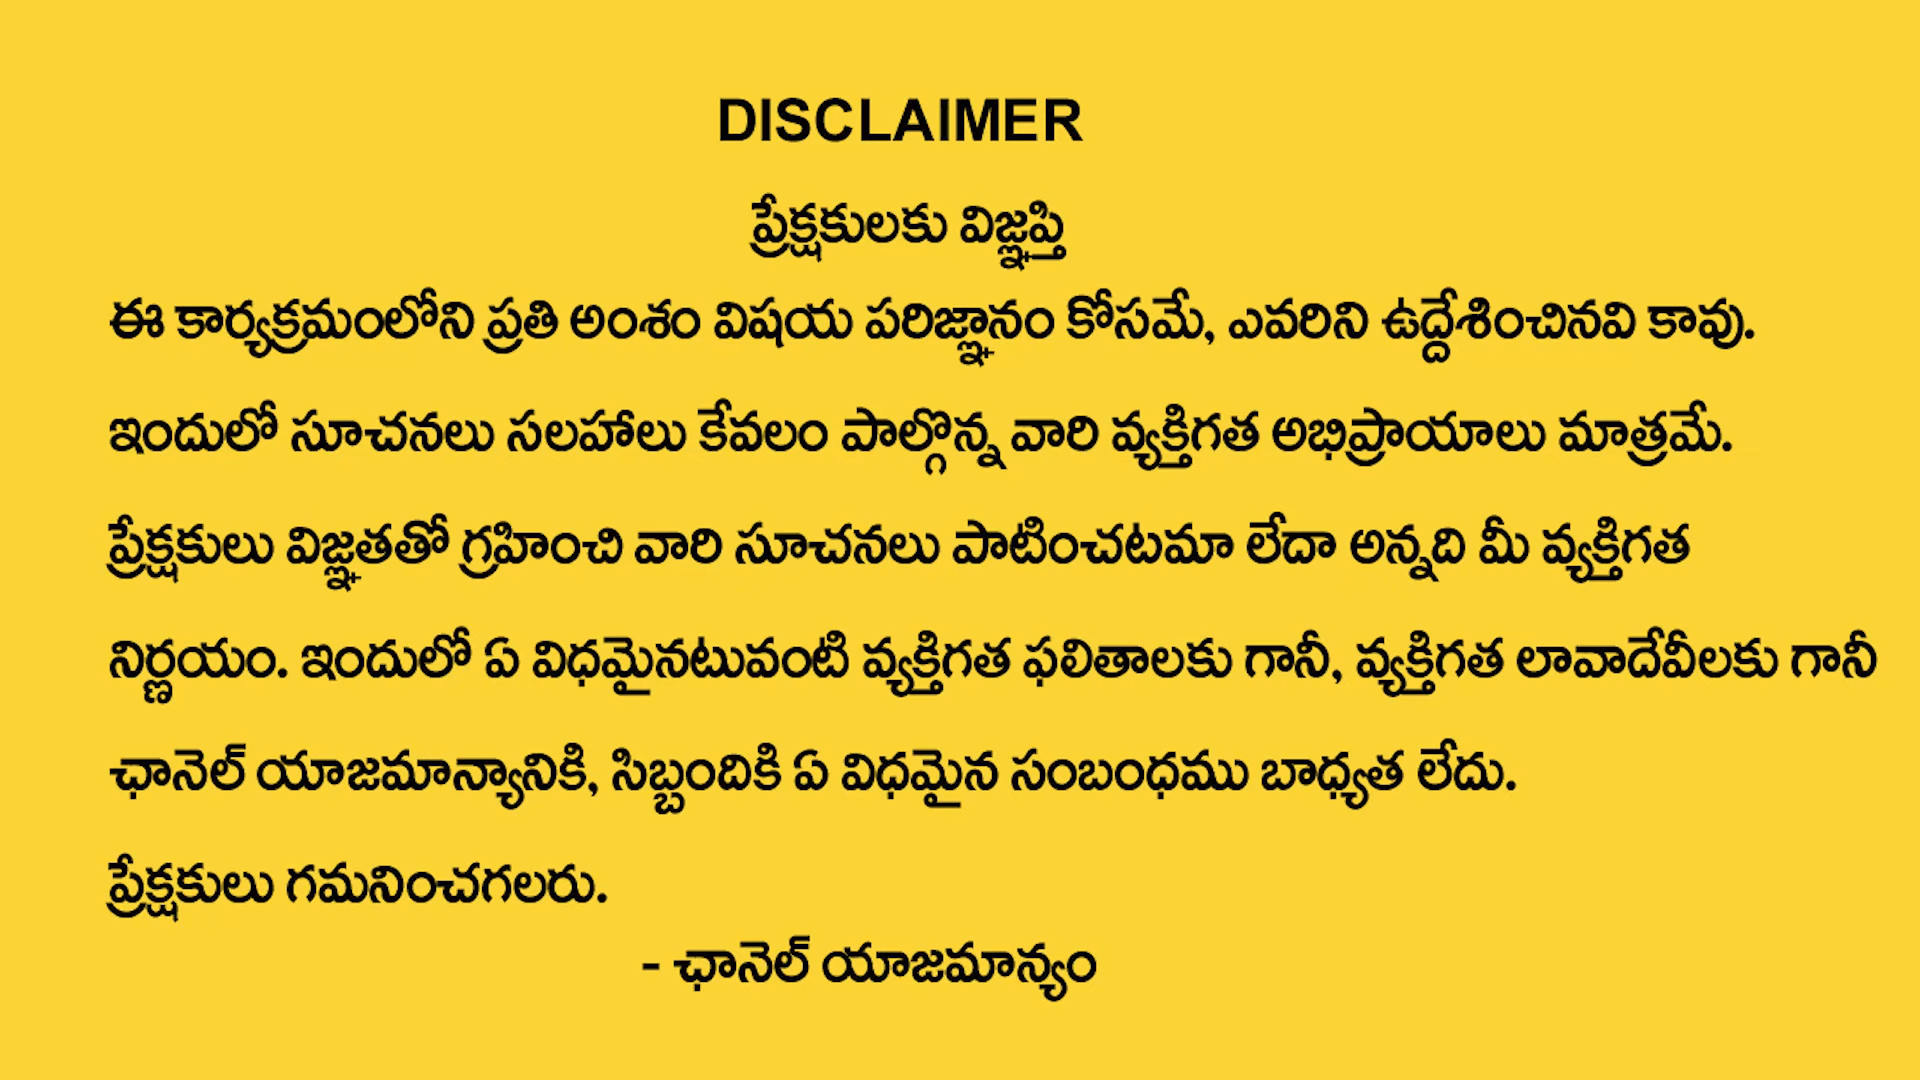 DISCLAIMER
ప్రేక్షకులకు విజ్ఞప్తి
ఈ కార్యక్రమంలోని ప్రతి అంశం విషయ పరిజ్ఞానం కోసమే, ఎవరిని ఉద్దేశించినవి కావు.
ఇందులో సూచనలు సలహాలు కేవలం పాల్గొన్న వారి వ్యక్తిగత అభిప్రాయాలు మాత్రమే.
ప్రేక్షకులు విజ్ఞతతో గ్రహించి వారి సూచనలు పాటించటమా లేదా అన్నది మీ వ్యక్తిగత
నిర్ణయం. ఇందులో ఏ విధమైనటువంటి వ్యక్తిగత ఫలితాలకు గానీ, వ్యక్తిగత లావాదేవీలకు గానీ
ఛానెల్ యాజమాన్యానికి, సిబ్బందికి ఏ విధమైన సంబంధము బాధ్యత లేదు.
ప్రేక్షకులు గమనించగలరు.
- ఛానెల్ యాజమాన్యం